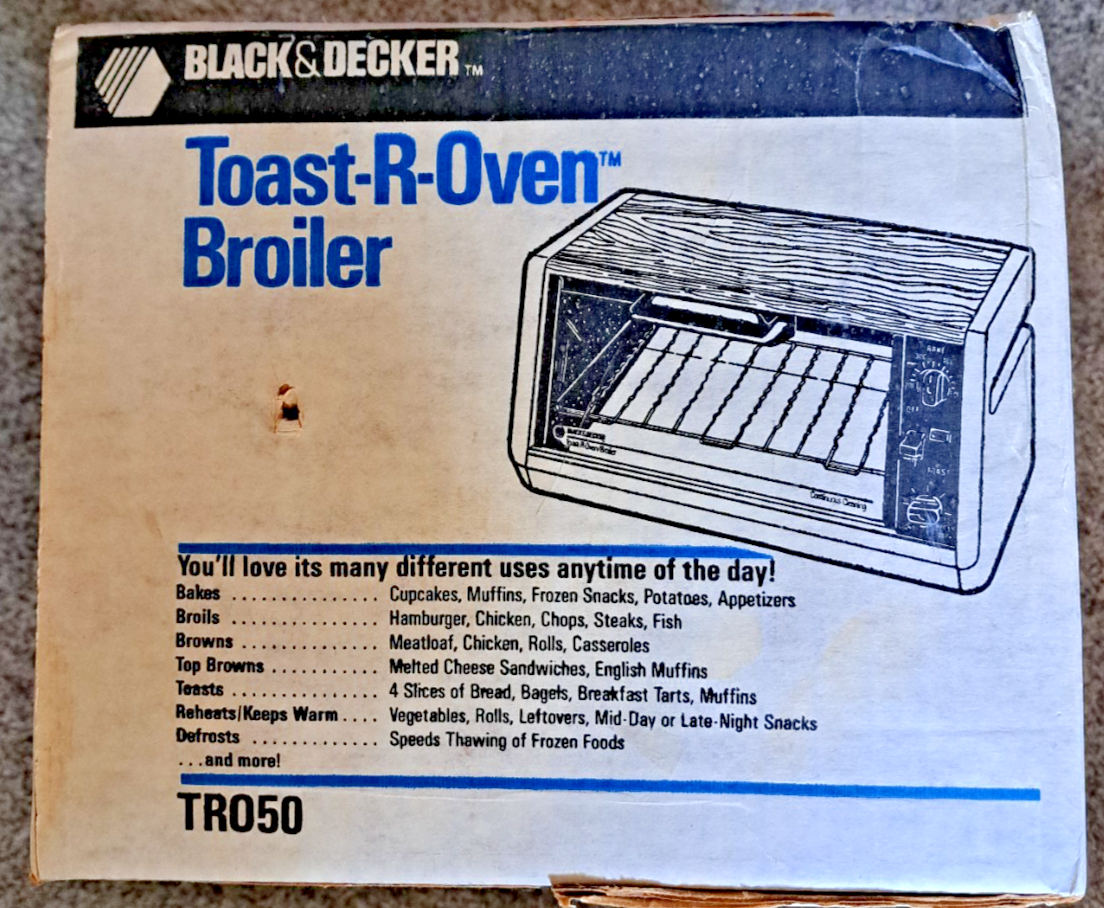 BLACK & DECKER™
Toast-R-Oven™
Broiler
Continuous Cleaning
You'll love its many different uses anytime of the day!
Bakes ............... Cupcakes, Muffins, Frozen Snacks, Potatoes, Appetizers
Broils ............... Hamburger, Chicken, Chops, Steaks, Fish
Browns ............. Meatloaf, Chicken, Rolls, Casseroles
Top Browns ........... Melted Cheese Sandwiches, English Muffins
Toasts ............... 4 Slices of Bread, Bagels, Breakfast Tarts, Muffins
Reheats/Keeps Warm .... Vegetables, Rolls, Leftovers, Mid-Day or Late-Night Snacks
Defrosts ............. Speeds Thawing of Frozen Foods
...and more!
TRO50